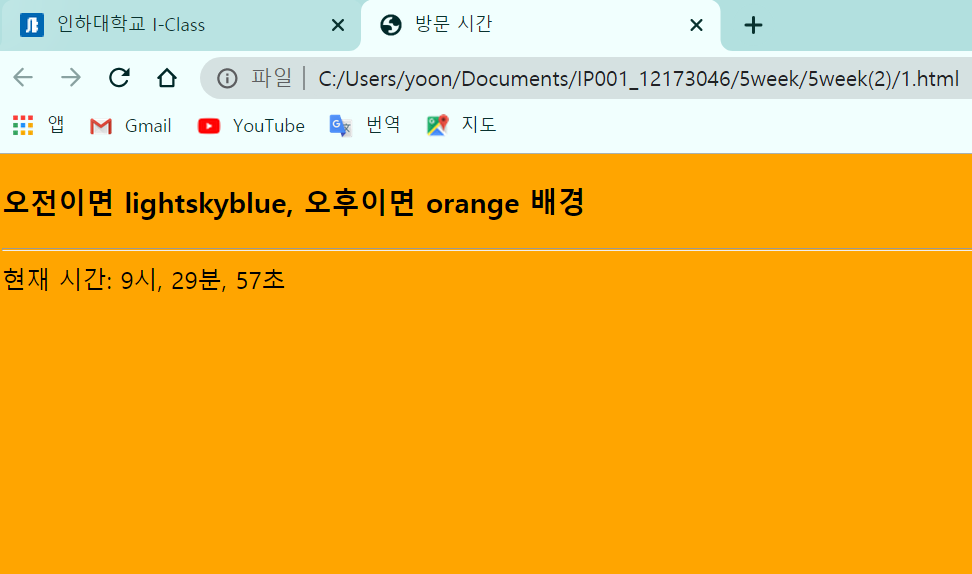 인하대학교 I-Class
방문 시간
파일 C:/Users/yoon/Documents/IP001_12173046/5week/5week(2)/1.html
앱 Gmail YouTube 번역 지도
오전이면 lightskyblue, 오후이면 orange 배경
현재 시간: 9시, 29분, 57초